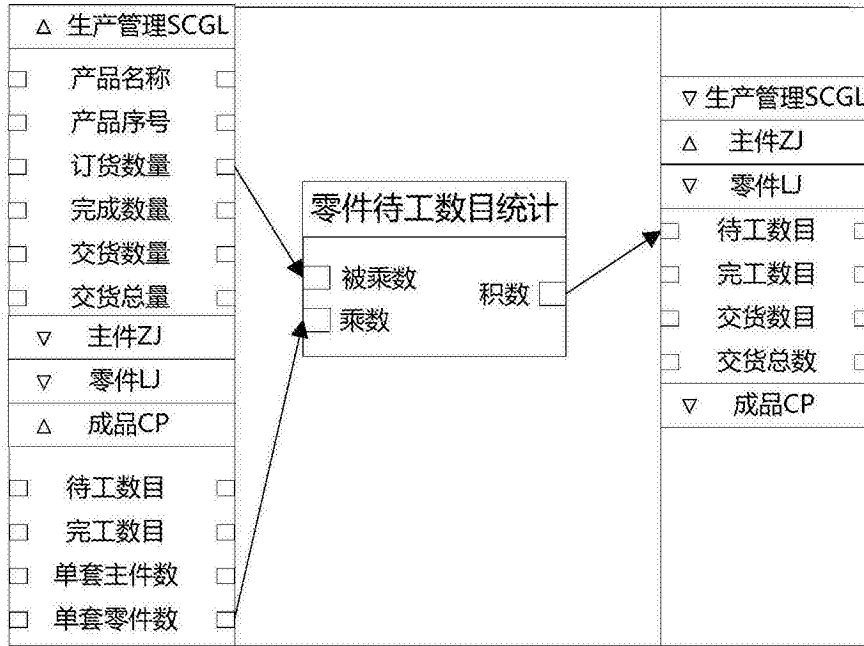 生产管理SCGL
产品名称
产品序号
订货数量
完成数量
交货数量
交货总量
主件ZJ
零件LJ
成品CP
待工数目
完工数目
单套主件数
单套零件数
零件待工数目统计
被乘数
乘数
积数
生产管理SCGL
主件ZJ
零件LJ
待工数目
完工数目
交货数目
交货总数
成品CP